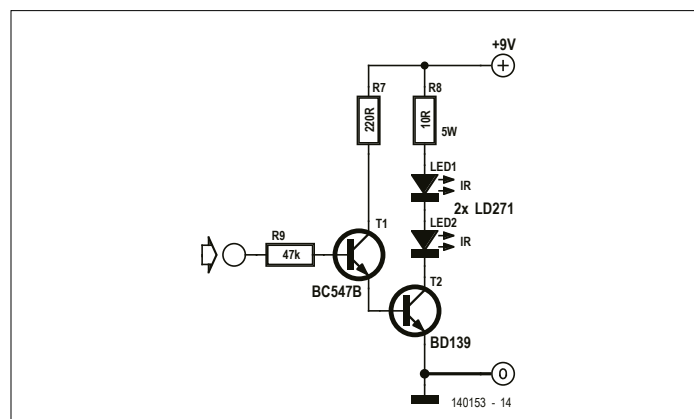 +9V
R7
R8
220R
10R
5W
LED1
IR
2x LD271
LED2
IR
R9
T1
47k
BC547B
T2
BD139
0
140153 - 14